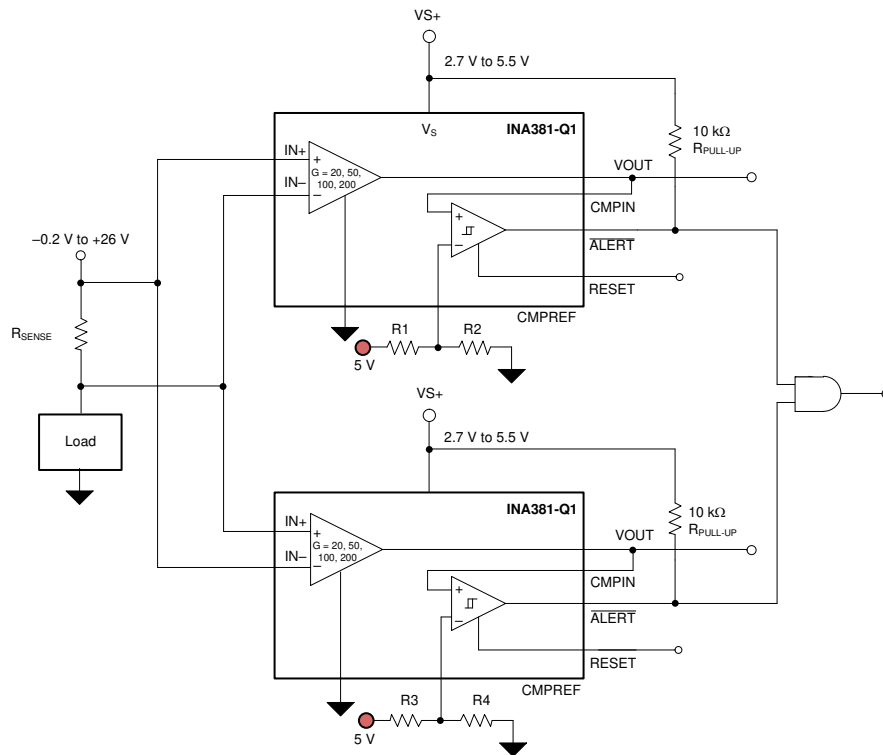 VS+
2.7 V to 5.5 V
VS
INA381-Q1
10 kΩ
RPULL-UP
IN+
IN–
+
–
G = 20, 50,
100, 200
VOUT
CMPIN
+
–
ALERT
RESET
CMPREF
–0.2 V to +26 V
RSENSE
Load
R1
R2
5 V
VS+
2.7 V to 5.5 V
INA381-Q1
10 kΩ
RPULL-UP
IN+
IN–
+
–
G = 20, 50,
100, 200
VOUT
CMPIN
+
–
ALERT
RESET
CMPREF
R3
R4
5 V